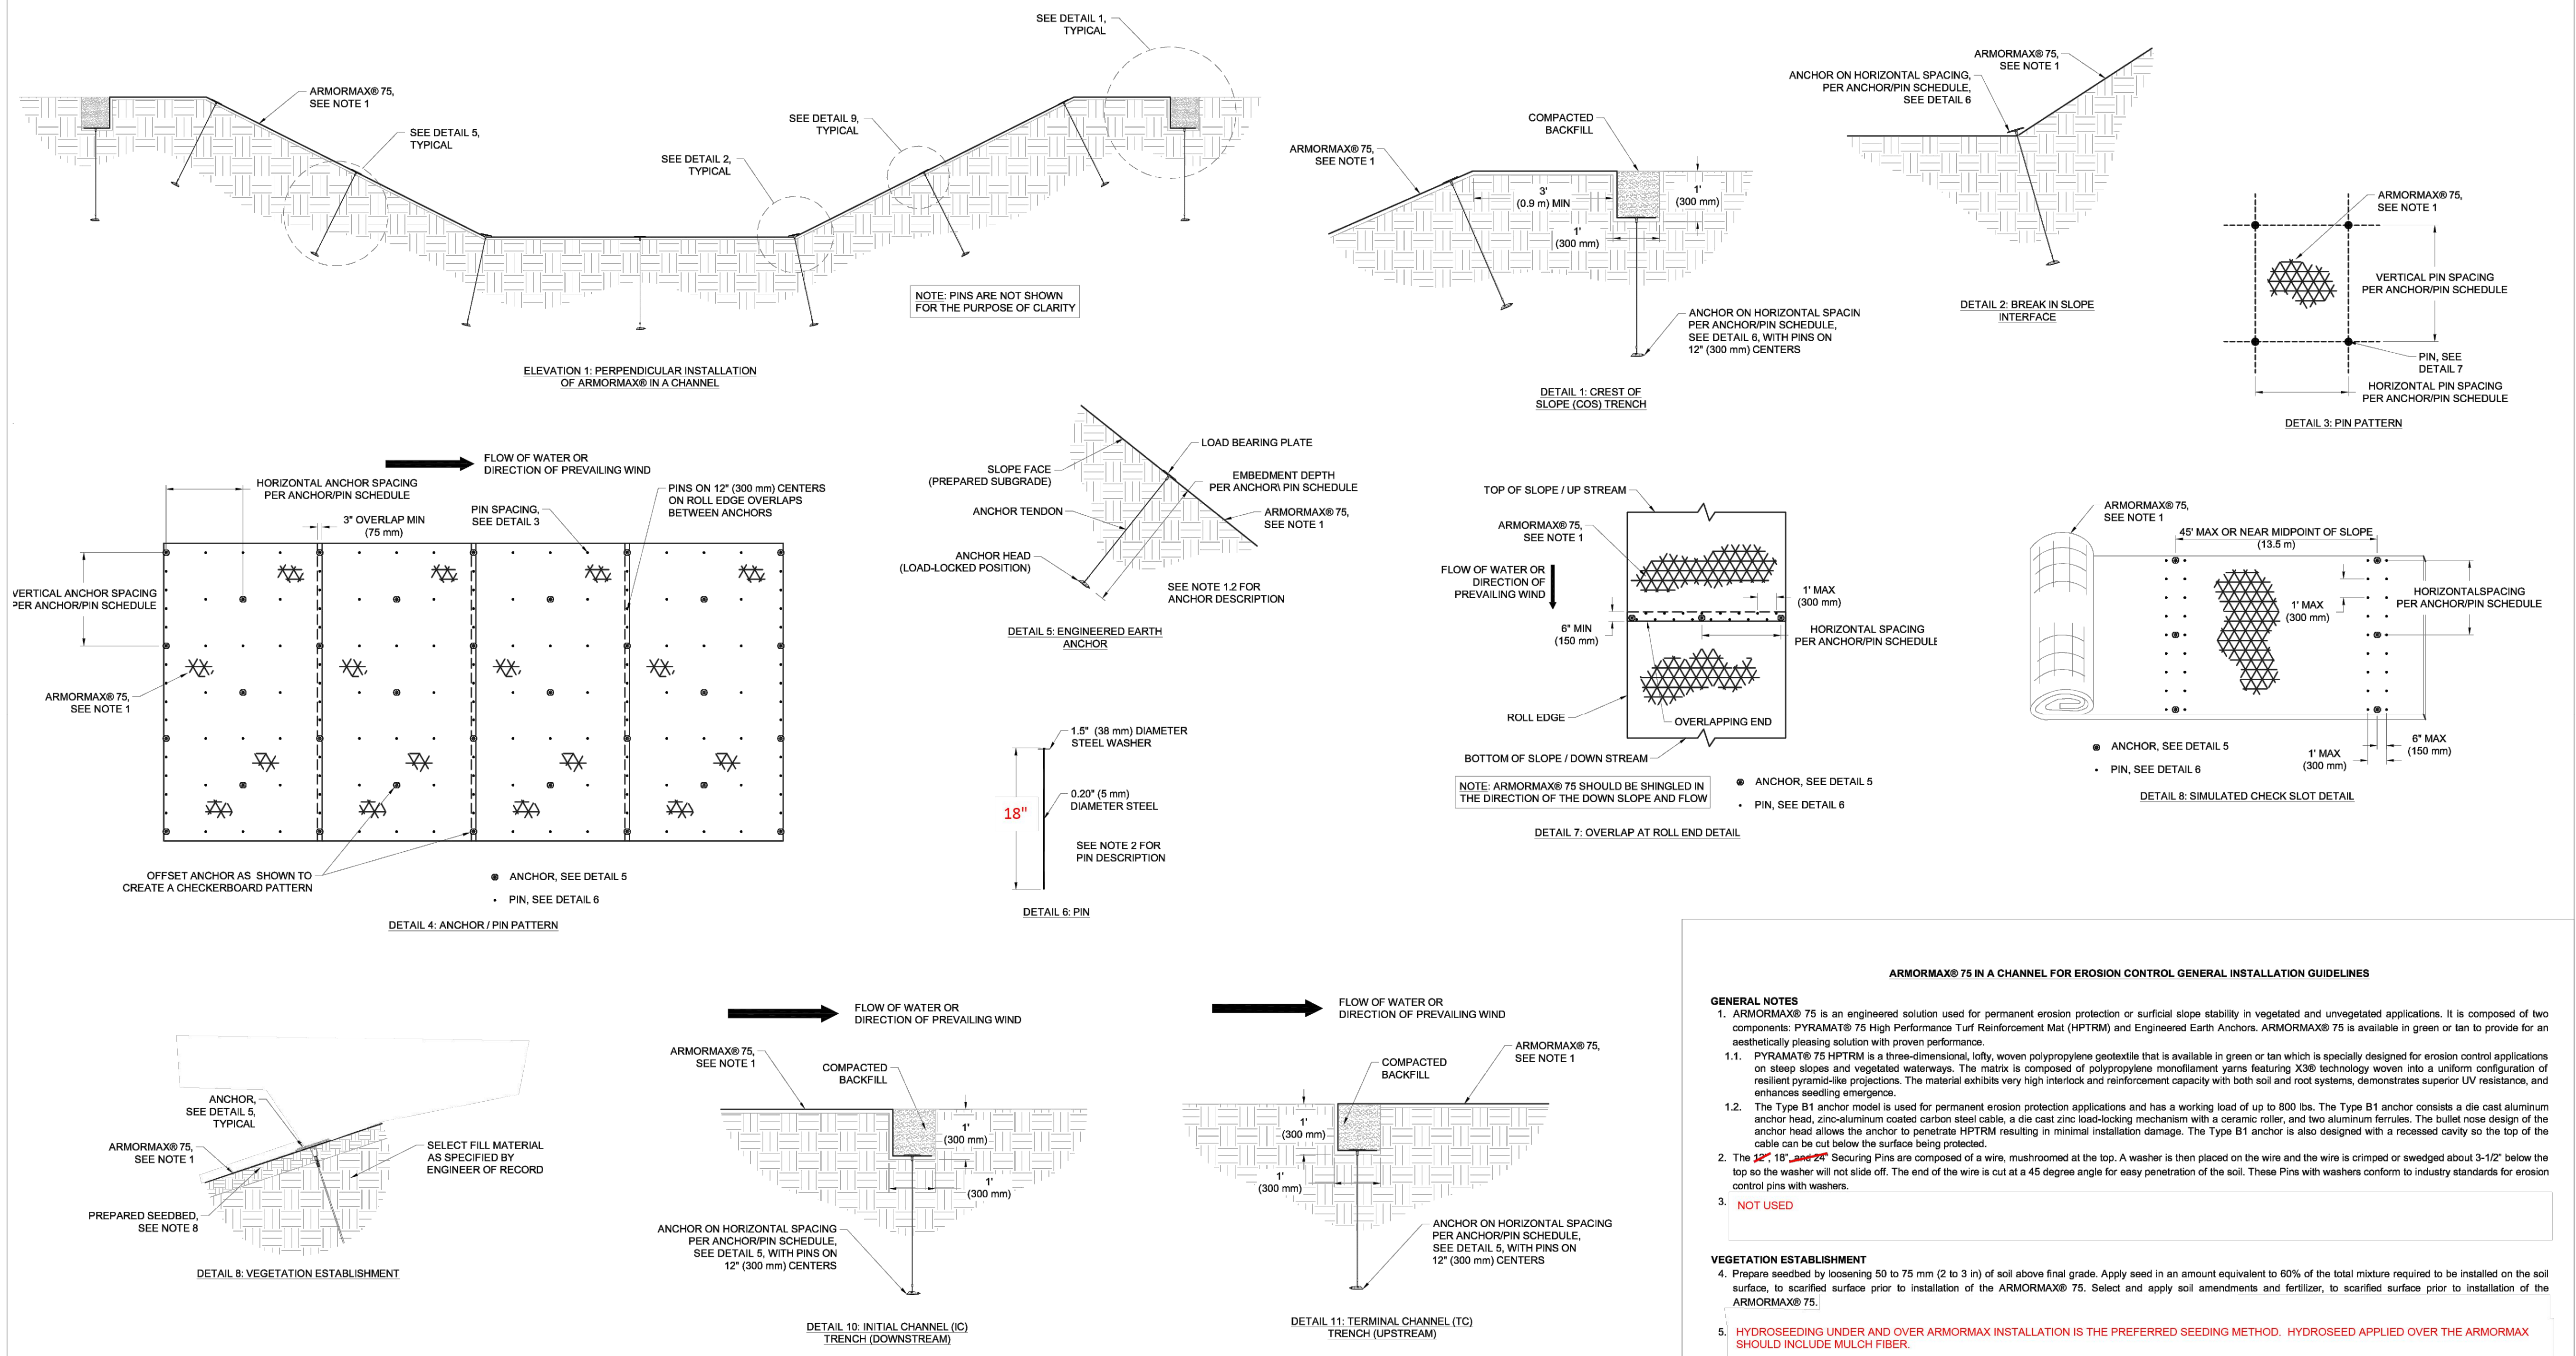 SEE DETAIL 1,
TYPICAL
ARMORMAX® 75,
SEE NOTE 1
SEE DETAIL 5,
TYPICAL
SEE DETAIL 9,
TYPICAL
SEE DETAIL 2,
TYPICAL
NOTE: PINS ARE NOT SHOWN
FOR THE PURPOSE OF CLARITY
ELEVATION 1: PERPENDICULAR INSTALLATION
OF ARMORMAX® IN A CHANNEL
COMPACTED
BACKFILL
ARMORMAX® 75,
SEE NOTE 1
3'
(0.9 m) MIN
1'
(300 mm)
1'
(300 mm)
ANCHOR ON HORIZONTAL SPACIN
PER ANCHOR/PIN SCHEDULE,
SEE DETAIL 6, WITH PINS ON
12" (300 mm) CENTERS
DETAIL 1: CREST OF
SLOPE (COS) TRENCH
ARMORMAX® 75,
SEE NOTE 1
ANCHOR ON HORIZONTAL SPACING,
PER ANCHOR/PIN SCHEDULE,
SEE DETAIL 6
DETAIL 2: BREAK IN SLOPE
INTERFACE
ARMORMAX® 75,
SEE NOTE 1
VERTICAL PIN SPACING
PER ANCHOR/PIN SCHEDULE
PIN, SEE
DETAIL 7
HORIZONTAL PIN SPACING
PER ANCHOR/PIN SCHEDULE
DETAIL 3: PIN PATTERN
FLOW OF WATER OR
DIRECTION OF PREVAILING WIND
HORIZONTAL ANCHOR SPACING
PER ANCHOR/PIN SCHEDULE
3" OVERLAP MIN
(75 mm)
PIN SPACING,
SEE DETAIL 3
PINS ON 12" (300 mm) CENTERS
ON ROLL EDGE OVERLAPS
BETWEEN ANCHORS
VERTICAL ANCHOR SPACING
PER ANCHOR/PIN SCHEDULE
ARMORMAX® 75,
SEE NOTE 1
OFFSET ANCHOR AS SHOWN TO
CREATE A CHECKERBOARD PATTERN
ANCHOR, SEE DETAIL 5
PIN, SEE DETAIL 6
DETAIL 4: ANCHOR / PIN PATTERN
LOAD BEARING PLATE
SLOPE FACE
(PREPARED SUBGRADE)
EMBEDMENT DEPTH
PER ANCHOR\ PIN SCHEDULE
ANCHOR TENDON
ARMORMAX® 75,
SEE NOTE 1
ANCHOR HEAD
(LOAD-LOCKED POSITION)
SEE NOTE 1.2 FOR
ANCHOR DESCRIPTION
DETAIL 5: ENGINEERED EARTH
ANCHOR
1.5" (38 mm) DIAMETER
STEEL WASHER
0.20" (5 mm)
DIAMETER STEEL
18"
SEE NOTE 2 FOR
PIN DESCRIPTION
DETAIL 6: PIN
TOP OF SLOPE / UP STREAM
ARMORMAX® 75,
SEE NOTE 1
FLOW OF WATER OR
DIRECTION OF
PREVAILING WIND
1' MAX
(300 mm)
6" MIN
(150 mm)
HORIZONTAL SPACING
PER ANCHOR/PIN SCHEDULE
ROLL EDGE
OVERLAPPING END
BOTTOM OF SLOPE / DOWN STREAM
NOTE: ARMORMAX® 75 SHOULD BE SHINGLED IN
THE DIRECTION OF THE DOWN SLOPE AND FLOW
ANCHOR, SEE DETAIL 5
PIN, SEE DETAIL 6
DETAIL 7: OVERLAP AT ROLL END DETAIL
ARMORMAX® 75,
SEE NOTE 1
45' MAX OR NEAR MIDPOINT OF SLOPE
(13.5 m)
1' MAX
(300 mm)
HORIZONTALSPACING
PER ANCHOR/PIN SCHEDULE
ANCHOR, SEE DETAIL 5
PIN, SEE DETAIL 6
1' MAX
(300 mm)
6" MAX
(150 mm)
DETAIL 8: SIMULATED CHECK SLOT DETAIL
ANCHOR,
SEE DETAIL 5,
TYPICAL
ARMORMAX® 75,
SEE NOTE 1
SELECT FILL MATERIAL
AS SPECIFIED BY
ENGINEER OF RECORD
PREPARED SEEDBED,
SEE NOTE 8
DETAIL 8: VEGETATION ESTABLISHMENT
FLOW OF WATER OR
DIRECTION OF PREVAILING WIND
ARMORMAX® 75,
SEE NOTE 1
COMPACTED
BACKFILL
1'
(300 mm)
1'
(300 mm)
ANCHOR ON HORIZONTAL SPACING
PER ANCHOR/PIN SCHEDULE,
SEE DETAIL 5, WITH PINS ON
12" (300 mm) CENTERS
DETAIL 10: INITIAL CHANNEL (IC)
TRENCH (DOWNSTREAM)
FLOW OF WATER OR
DIRECTION OF PREVAILING WIND
ARMORMAX® 75,
SEE NOTE 1
COMPACTED
BACKFILL
1'
(300 mm)
1'
(300 mm)
ANCHOR ON HORIZONTAL SPACING
PER ANCHOR/PIN SCHEDULE,
SEE DETAIL 5, WITH PINS ON
12" (300 mm) CENTERS
DETAIL 11: TERMINAL CHANNEL (TC)
TRENCH (UPSTREAM)
ARMORMAX® 75 IN A CHANNEL FOR EROSION CONTROL GENERAL INSTALLATION GUIDELINES
GENERAL NOTES
1. ARMORMAX® 75 is an engineered solution used for permanent erosion protection or surficial slope stability in vegetated and unvegetated applications. It is composed of two
components: PYRAMAT® 75 High Performance Turf Reinforcement Mat (HPTRM) and Engineered Earth Anchors. ARMORMAX® 75 is available in green or tan to provide for an
aesthetically pleasing solution with proven performance.
1.1. PYRAMAT® 75 HPTRM is a three-dimensional, lofty, woven polypropylene geotextile that is available in green or tan which is specially designed for erosion control applications
on steep slopes and vegetated waterways. The matrix is composed of polypropylene monofilament yarns featuring X3® technology woven into a uniform configuration of
resilient pyramid-like projections. The material exhibits very high interlock and reinforcement capacity with both soil and root systems, demonstrates superior UV resistance, and
enhances seedling emergence.
1.2. The Type B1 anchor model is used for permanent erosion protection applications and has a working load of up to 800 lbs. The Type B1 anchor consists a die cast aluminum
anchor head, zinc-aluminum coated carbon steel cable, a die cast zinc load-locking mechanism with a ceramic roller, and two aluminum ferrules. The bullet nose design of the
anchor head allows the anchor to penetrate HPTRM resulting in minimal installation damage. The Type B1 anchor is also designed with a recessed cavity so the top of the
cable can be cut below the surface being protected.
2. The 12", 18", and 24" Securing Pins are composed of a wire, mushroomed at the top. A washer is then placed on the wire and the wire is crimped or swedged about 3-1/2" below the
top so the washer will not slide off. The end of the wire is cut at a 45 degree angle for easy penetration of the soil. These Pins with washers conform to industry standards for erosion
control pins with washers.
3. NOT USED
VEGETATION ESTABLISHMENT
4. Prepare seedbed by loosening 50 to 75 mm (2 to 3 in) of soil above final grade. Apply seed in an amount equivalent to 60% of the total mixture required to be installed on the soil
surface, to scarified surface prior to installation of the ARMORMAX® 75. Select and apply soil amendments and fertilizer, to scarified surface prior to installation of the
ARMORMAX® 75.
5. HYDROSEEDING UNDER AND OVER ARMORMAX INSTALLATION IS THE PREFERRED SEEDING METHOD. HYDROSEED APPLIED OVER THE ARMORMAX
SHOULD INCLUDE MULCH FIBER.